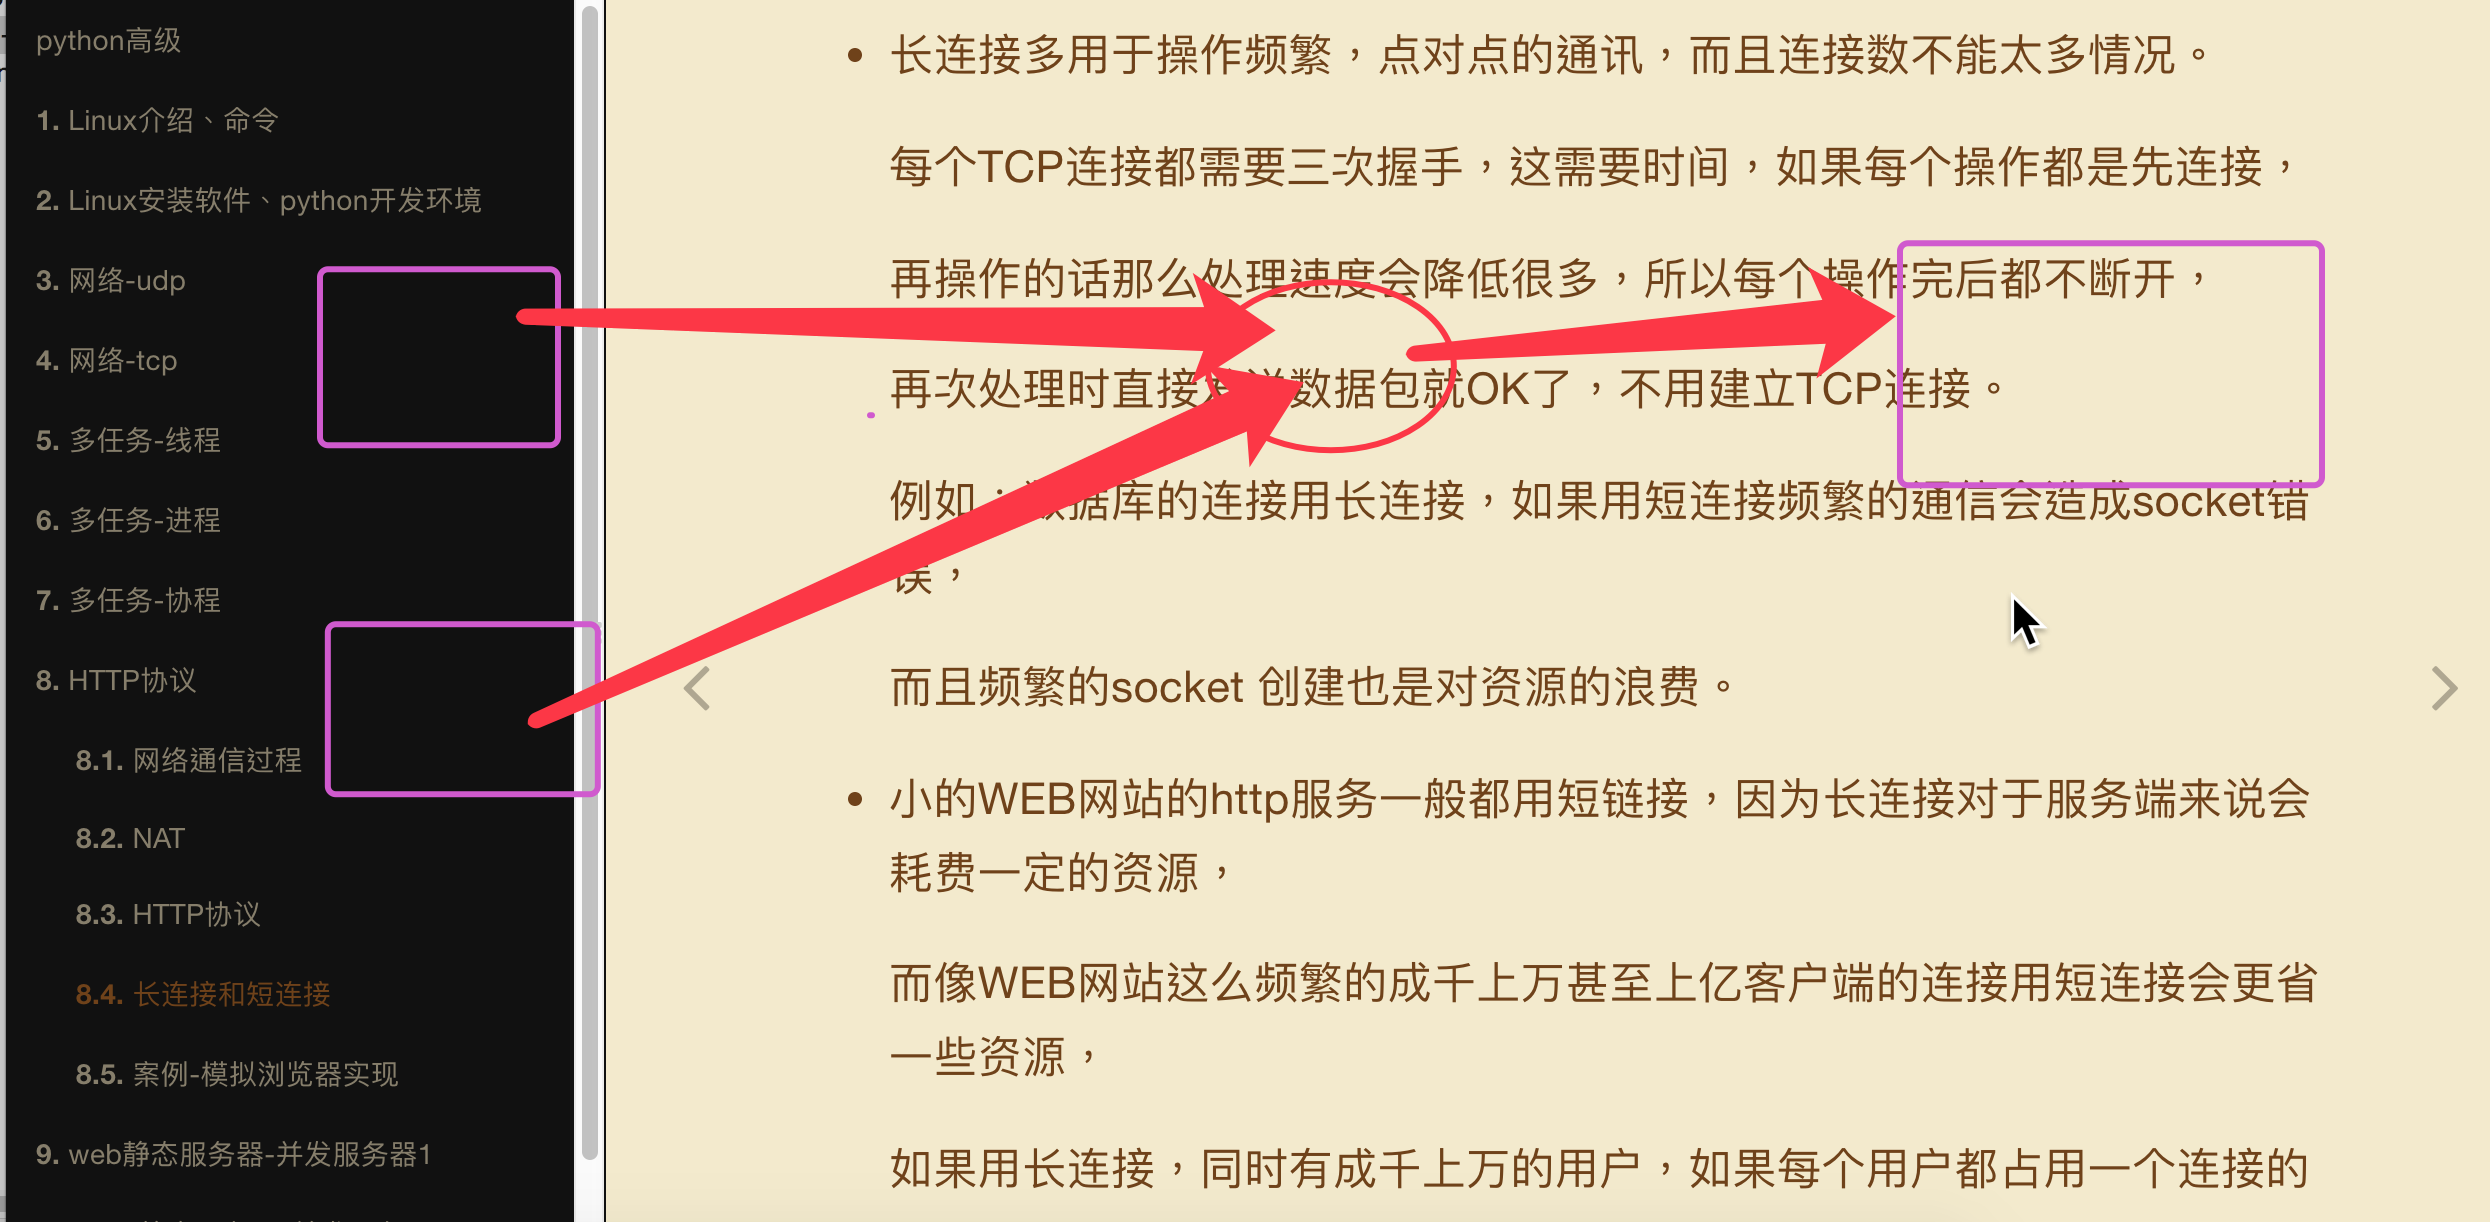 python高级
1. Linux介绍、命令
2. Linux安装软件、python开发环境
3. 网络-udp
4. 网络-tcp
5. 多任务-线程
6. 多任务-进程
7. 多任务-协程
8. HTTP协议
8.1. 网络通信过程
8.2. NAT
8.3. HTTP协议
8.4. 长连接和短连接
8.5. 案例-模拟浏览器实现
9. web静态服务器-并发服务器1
• 长连接多用于操作频繁，点对点的通讯，而且连接数不能太多情况。
每个TCP连接都需要三次握手，这需要时间，如果每个操作都是先连接，
再操作的话那么处理速度会降低很多，所以每个操作完后都不断开，
再次处理时直接发送数据包就OK了，不用建立TCP连接。
例如：数据库的连接用长连接，如果用短连接频繁的通信会造成socket错
误，
而且频繁的socket 创建也是对资源的浪费。
• 小的WEB网站的http服务一般都用短链接，因为长连接对于服务端来说会
耗费一定的资源，
而像WEB网站这么频繁的成千上万甚至上亿客户端的连接用短连接会更省
一些资源，
如果用长连接，同时有成千上万的用户，如果每个用户都占用一个连接的